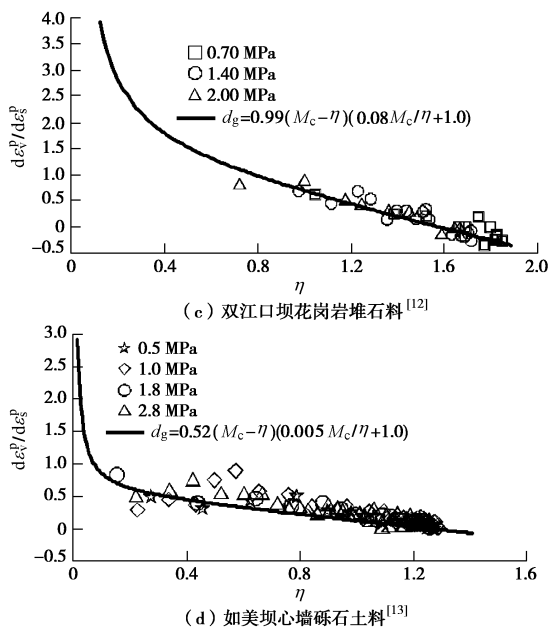 4.0
3.5
3.0
2.5
2.0
1.5
1.0
0.5
0
-0.5
dεᵖᵥ/dεᵖₛ
0.70 MPa
1.40 MPa
2.00 MPa
d_g=0.99(M_c-η)(0.08M_c/η+1.0)
0 0.4 0.8 1.2 1.6 2.0
η
(c) 双江口坝花岗岩堆石料[12]
3.0
2.5
2.0
1.5
1.0
0.5
0
-0.5
dεᵖᵥ/dεᵖₛ
0.5 MPa
1.0 MPa
1.8 MPa
2.8 MPa
d_g=0.52(M_c-η)(0.005M_c/η+1.0)
0 0.4 0.8 1.2 1.6
η
(d) 如美坝心墙砾石土料[13]